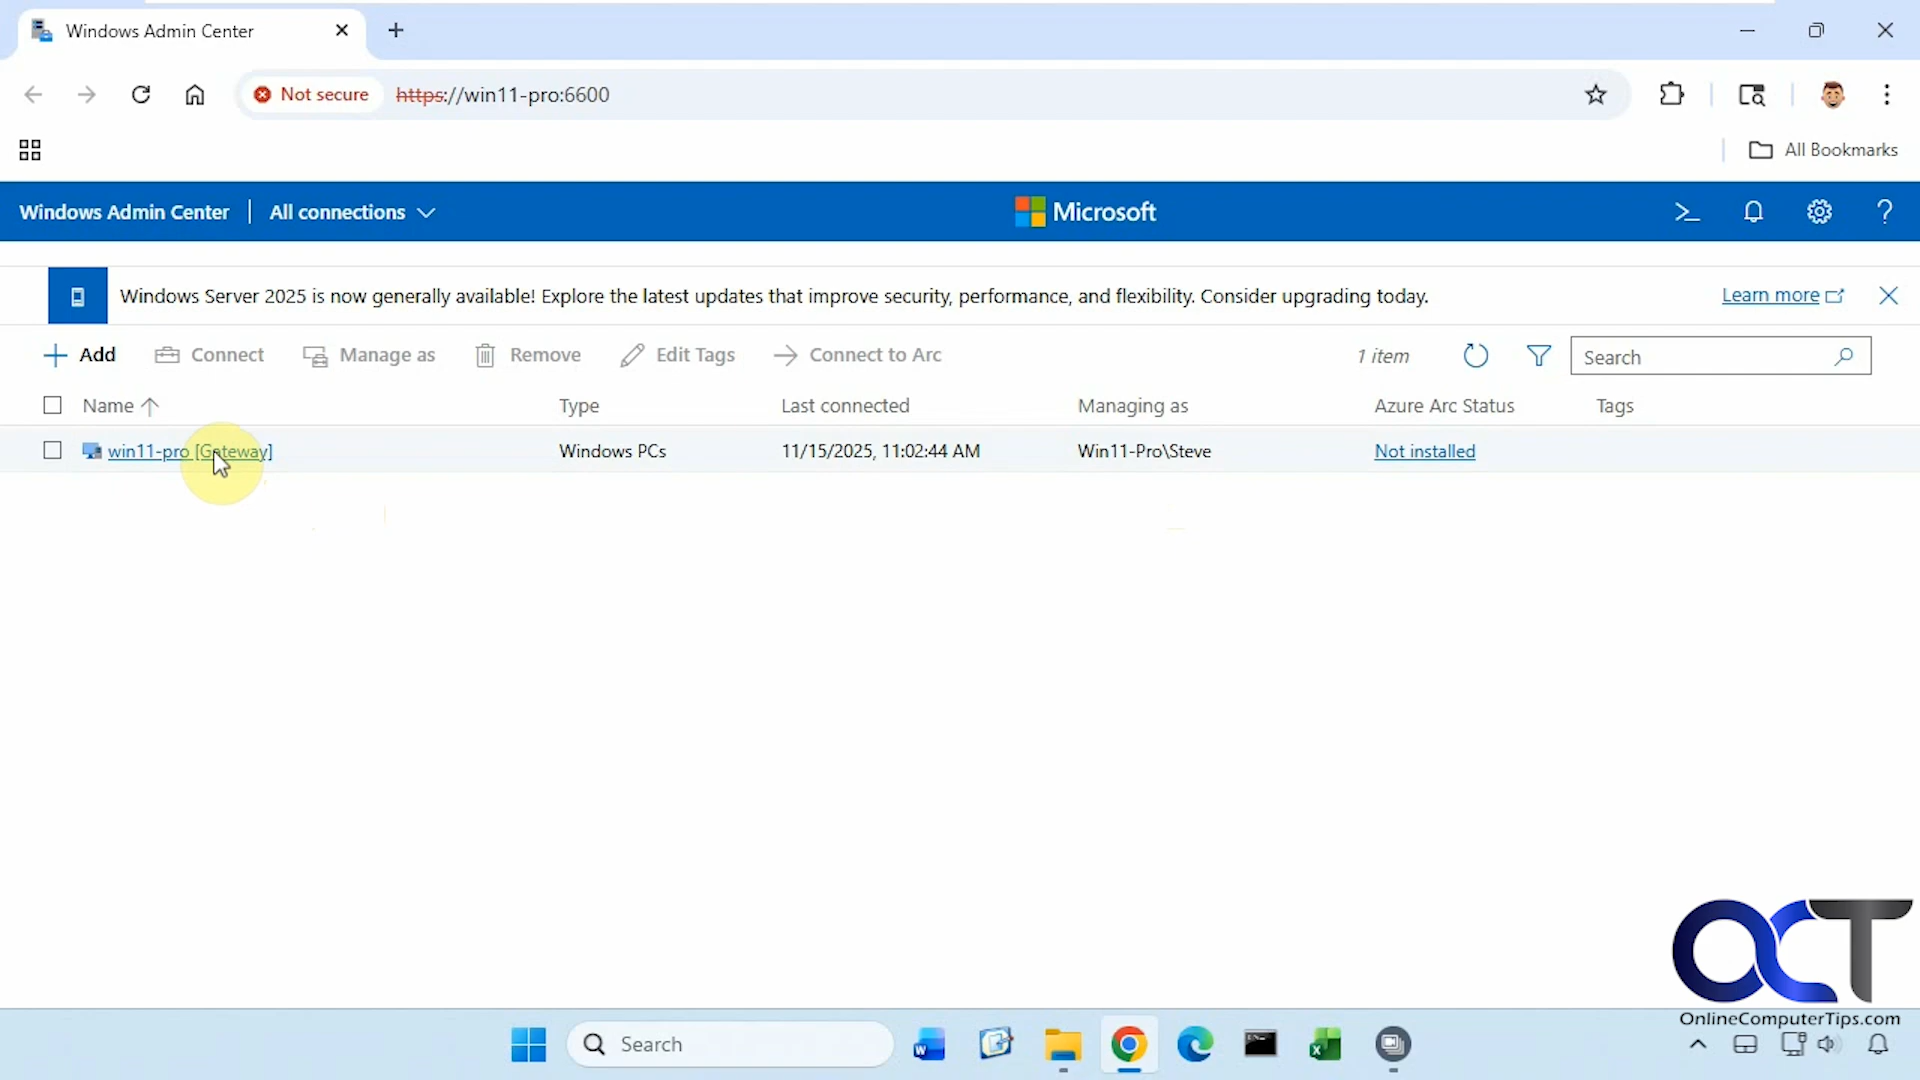 Windows Admin Center
Not secure https://win11-pro:6600
All Bookmarks
Windows Admin Center All connections Microsoft
Windows Server 2025 is now generally available! Explore the latest updates that improve security, performance, and flexibility. Consider upgrading today. Learn more
Add Connect Manage as Remove Edit Tags Connect to Arc 1 item Search
Name Type Last connected Managing as Azure Arc Status Tags
win11-pro [Gateway] Windows PCs 11/15/2025, 11:02:44 AM Win11-Pro\Steve Not installed
OCT
OnlineComputerTips.com
Search